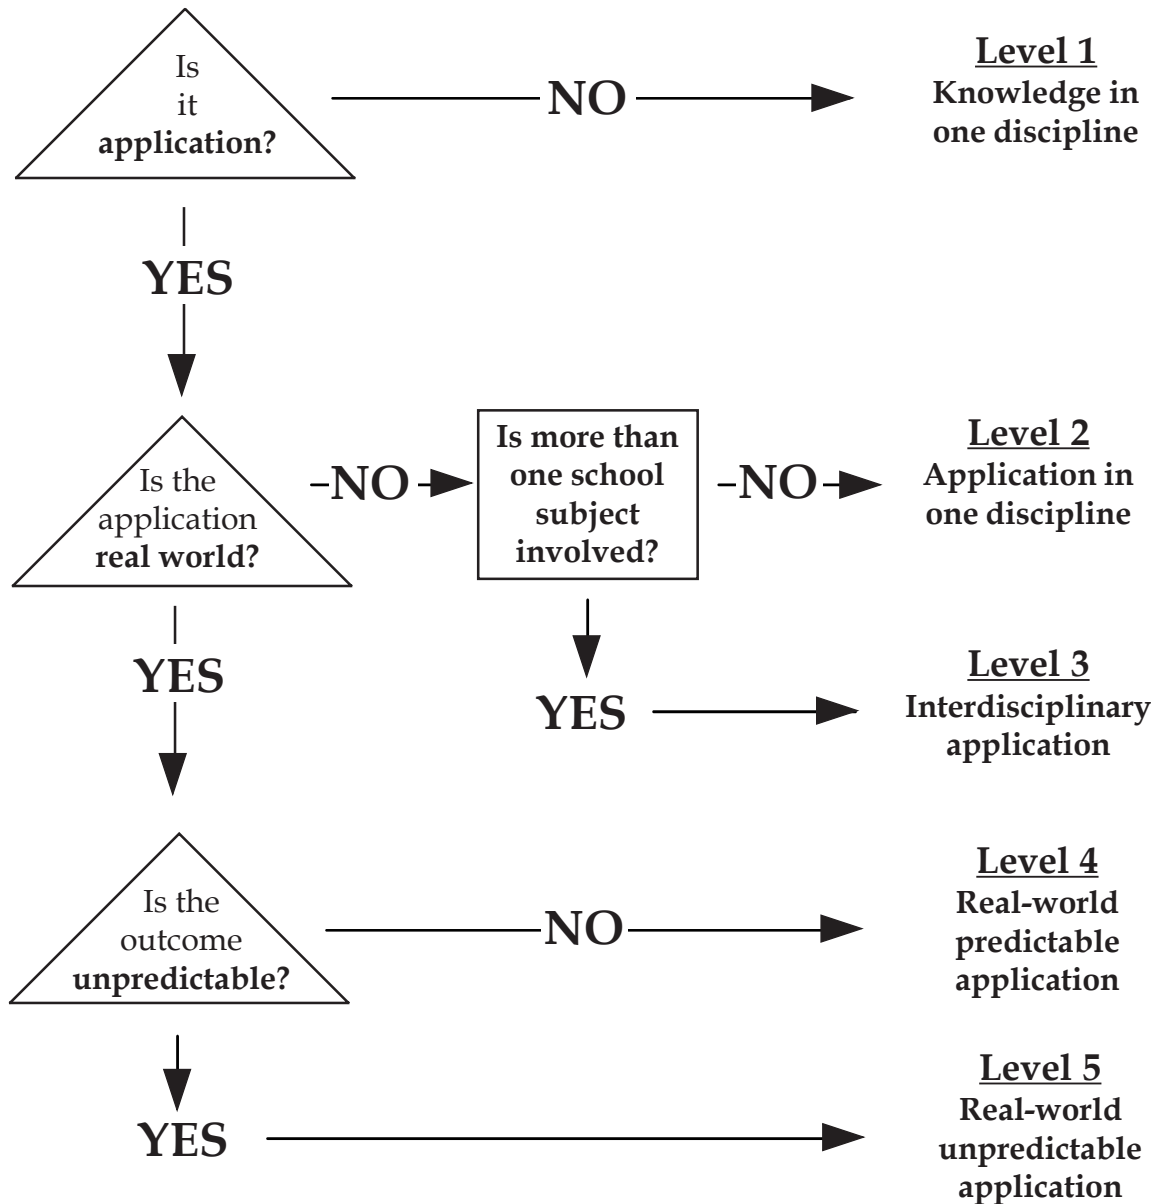 Is
it
application?
NO
Level 1
Knowledge in
one discipline
YES
Is the
application
real world?
NO
Is more than
one school
subject
involved?
NO
Level 2
Application in
one discipline
YES
YES
Level 3
Interdisciplinary
application
Is the
outcome
unpredictable?
NO
Level 4
Real-world
predictable
application
YES
Level 5
Real-world
unpredictable
application